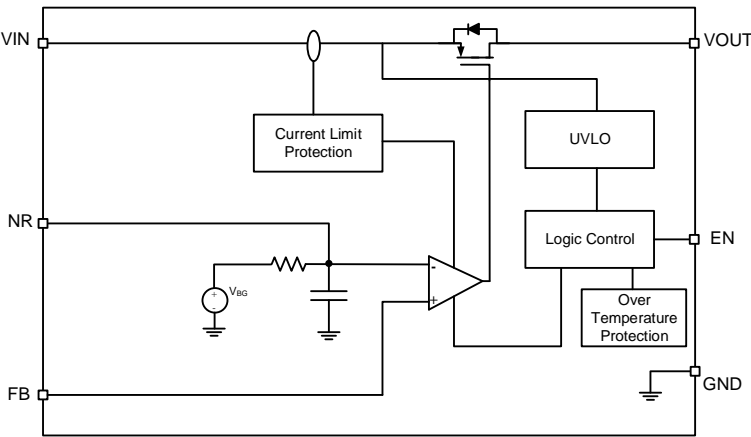 VIN
VOUT
Current Limit
Protection
UVLO
NR
Logic Control
EN
-
+
VBG
+
-
Over
Temperature
Protection
FB
GND